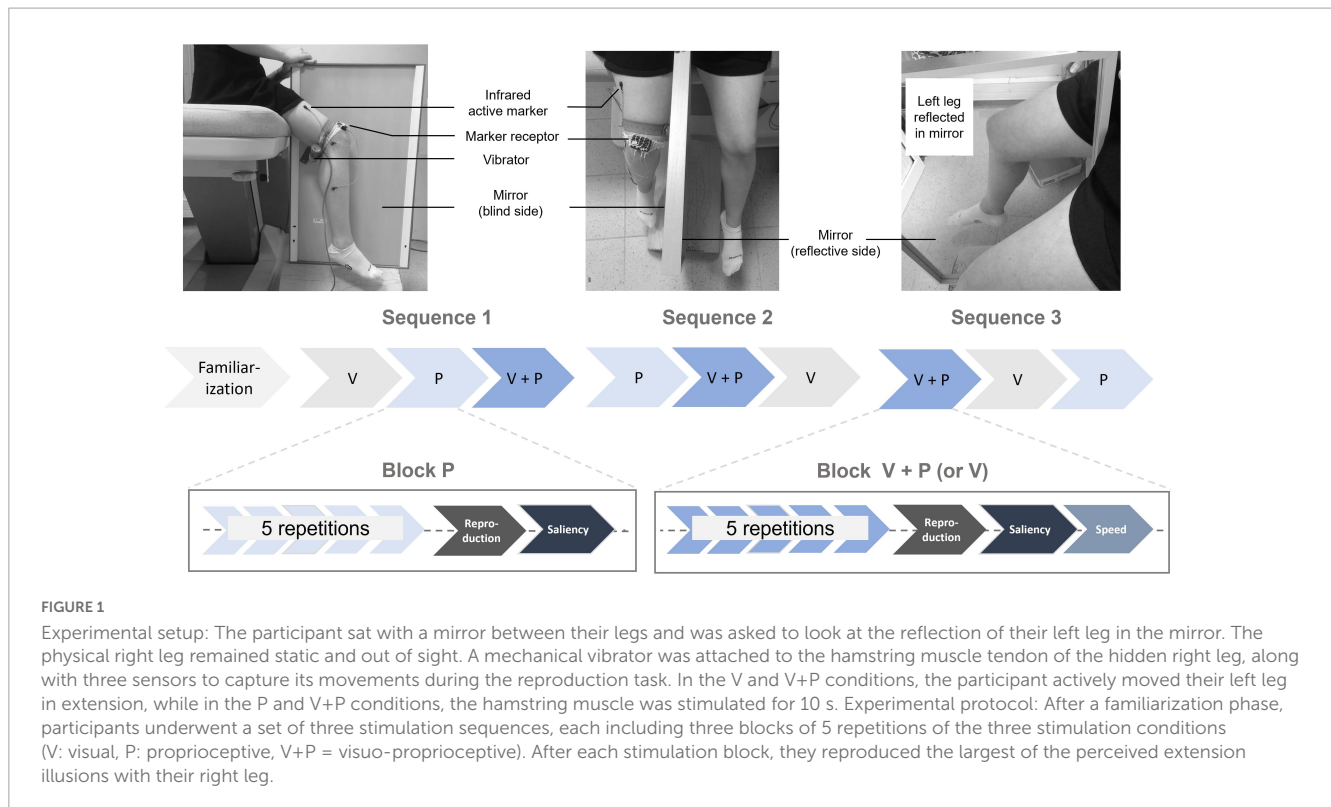 Infrared
active marker
Marker receptor
Vibrator
Mirror
(blind side)
Mirror
(reflective side)
Left leg
reflected
in mirror
Sequence 1
Sequence 2
Sequence 3
Familiar-
ization
V
P
V + P
P
V + P
V
V + P
V
P
Block P
Block V + P (or V)
5 repetitions
Repro-
duction
Saliency
5 repetitions
Repro-
duction
Saliency
Speed
FIGURE 1
Experimental setup: The participant sat with a mirror between their legs and was asked to look at the reflection of their left leg in the mirror. The
physical right leg remained static and out of sight. A mechanical vibrator was attached to the hamstring muscle tendon of the hidden right leg, along
with three sensors to capture its movements during the reproduction task. In the V and V+P conditions, the participant actively moved their left leg
in extension, while in the P and V+P conditions, the hamstring muscle was stimulated for 10 s. Experimental protocol: After a familiarization phase,
participants underwent a set of three stimulation sequences, each including three blocks of 5 repetitions of the three stimulation conditions
(V: visual, P: proprioceptive, V+P = visuo-proprioceptive). After each stimulation block, they reproduced the largest of the perceived extension
illusions with their right leg.